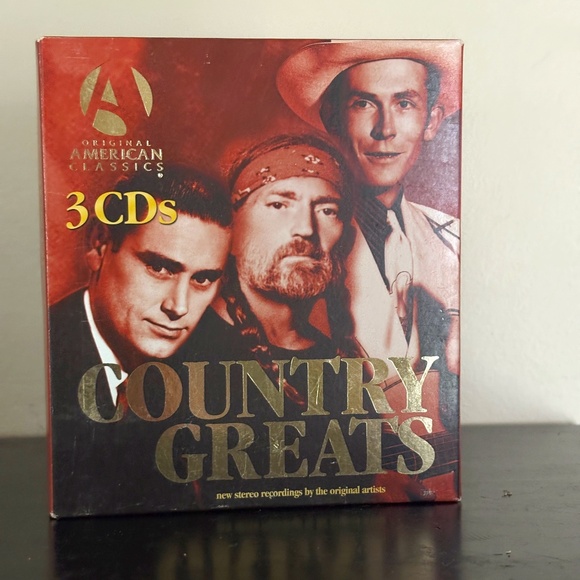 ORIGINAL
AMERICAN
CLASSICS
3 CDs
COUNTRY
GREATS
new stereo recordings by the original artists